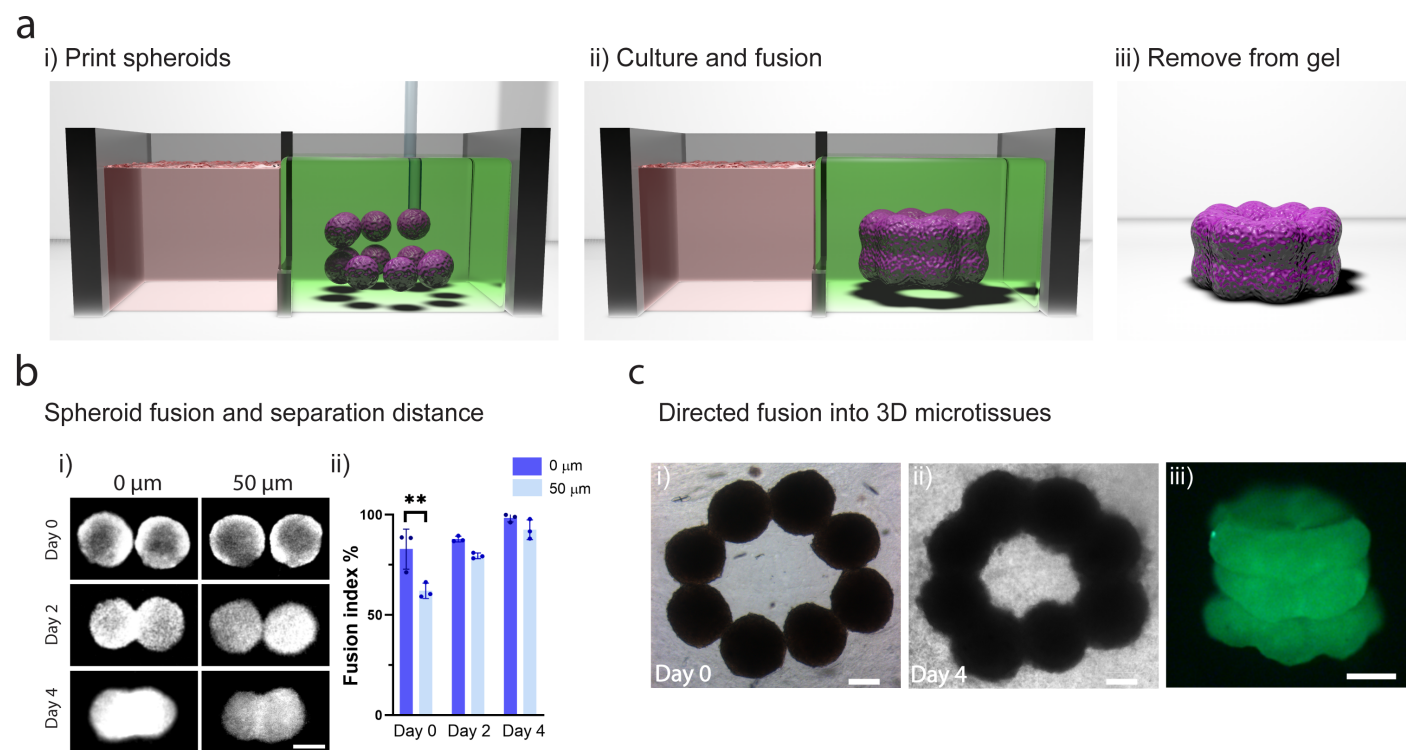 a
i) Print spheroids
ii) Culture and fusion
iii) Remove from gel
b
Spheroid fusion and separation distance
i)
0 µm
50 µm
Day 0
Day 2
Day 4
ii)
0 µm
50 µm
**
Fusion index %
100
50
0
Day 0
Day 2
Day 4
c
Directed fusion into 3D microtissues
i)
Day 0
ii)
Day 4
iii)